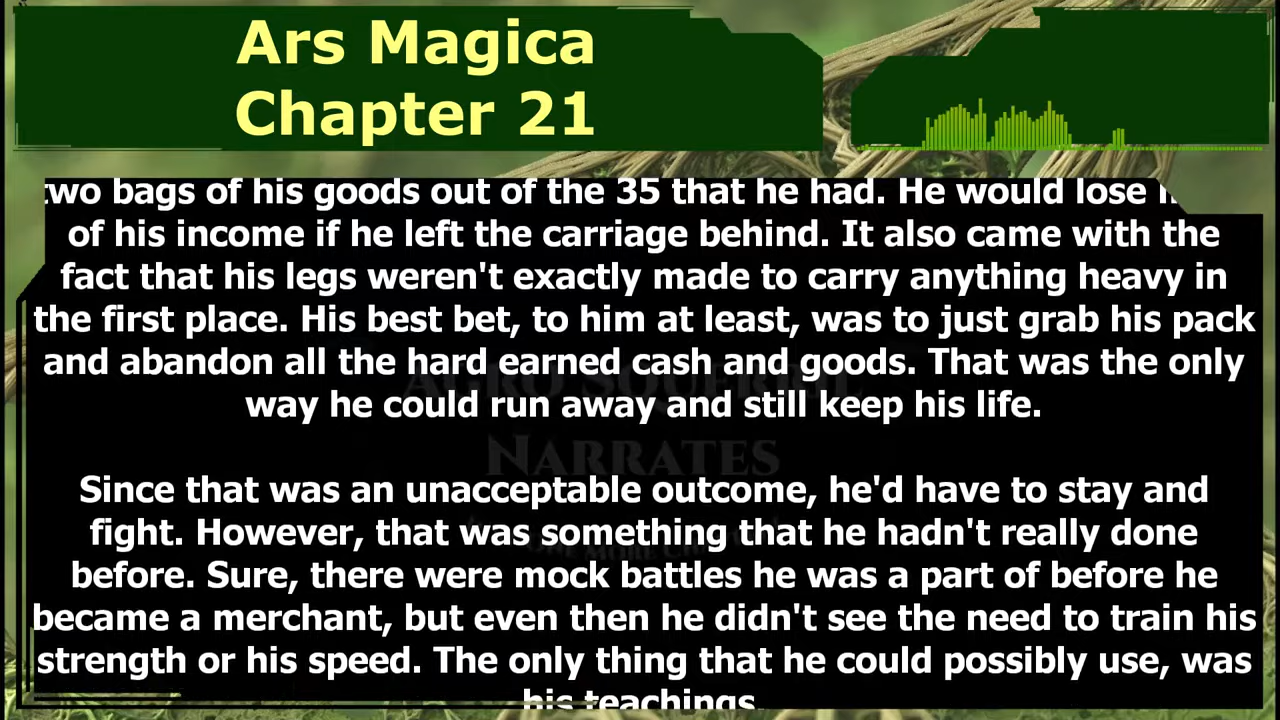 Ars Magica
Chapter 21
two bags of his goods out of the 35 that he had. He would lose
of his income if he left the carriage behind. It also came with the
fact that his legs weren't exactly made to carry anything heavy in
the first place. His best bet, to him at least, was to just grab his pack
and abandon all the hard earned cash and goods. That was the only
way he could run away and still keep his life.
Since that was an unacceptable outcome, he'd have to stay and
fight. However, that was something that he hadn't really done
before. Sure, there were mock battles he was a part of before he
became a merchant, but even then he didn't see the need to train his
strength or his speed. The only thing that he could possibly use, was
his teachings.
NARRATES